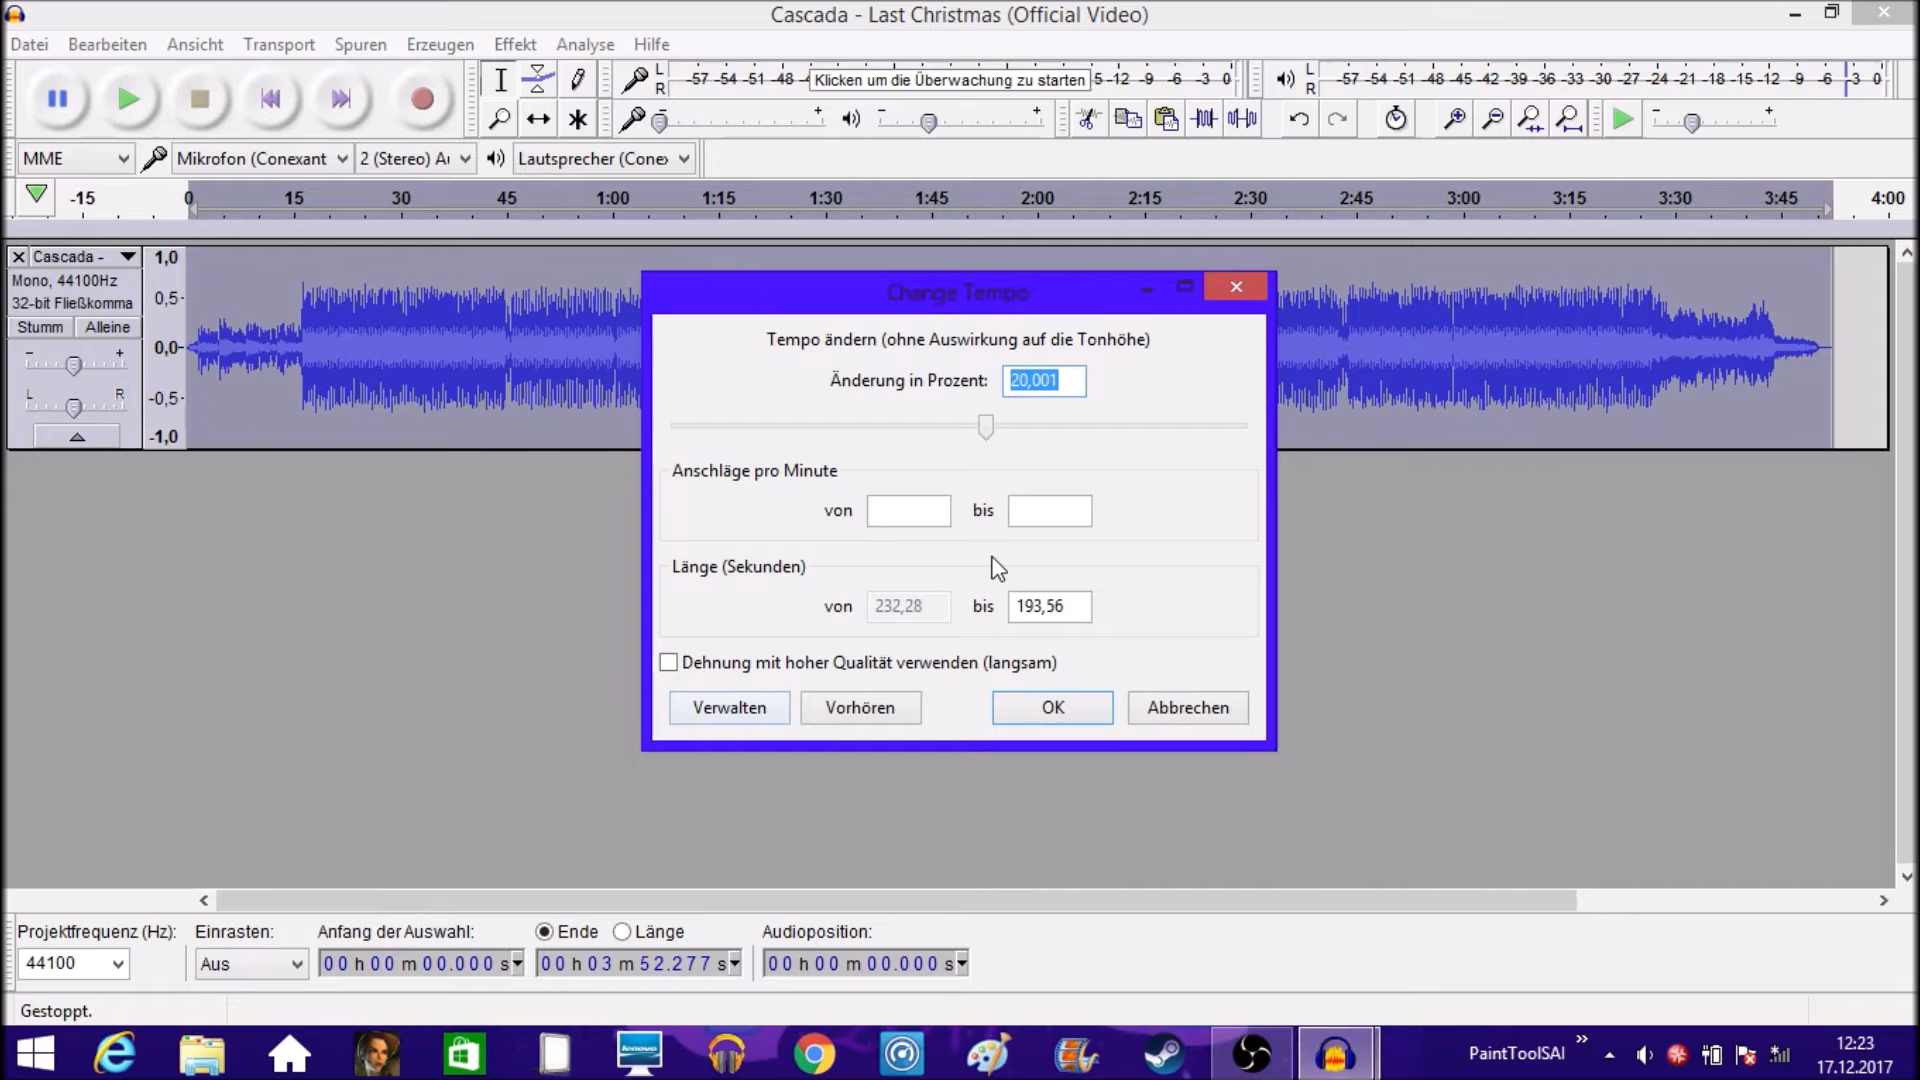 Cascada - Last Christmas (Official Video)
Datei Bearbeiten Ansicht Transport Spuren Erzeugen Effekt Analyse Hilfe
L
R
-57 -54 -51 -48 -4
Klicken um die Überwachung zu starten
5 -12 -9 -6 -3 0
L
R
-57 -54 -51 -48 -45 -42 -39 -36 -33 -30 -27 -24 -21 -18 -15 -12 -9 -6 -3 0
MME
Mikrofon (Conexant
2 (Stereo) Au
Lautsprecher (Conex
-15 0 15 30 45 1:00 1:15 1:30 1:45 2:00 2:15 2:30 2:45 3:00 3:15 3:30 3:45 4:00
Cascada -
Mono, 44100Hz
32-bit Fließkomma
Stumm Alleine
- +
L R
1,0
0,5-
0,0-
-0,5-
-1,0
Change Tempo
Tempo ändern (ohne Auswirkung auf die Tonhöhe)
Änderung in Prozent: 20,001
Anschläge pro Minute
von bis
Länge (Sekunden)
von 232,28 bis 193,56
Dehnung mit hoher Qualität verwenden (langsam)
Verwalten Vorhören OK Abbrechen
Projektfrequenz (Hz): Einrasten: Anfang der Auswahl: Ende Länge Audioposition:
44100 Aus 00 h 00 m 00.000 s 00 h 03 m 52.277 s 00 h 00 m 00.000 s
Gestoppt.
lenovo
PaintToolSAI
12:23
17.12.2017